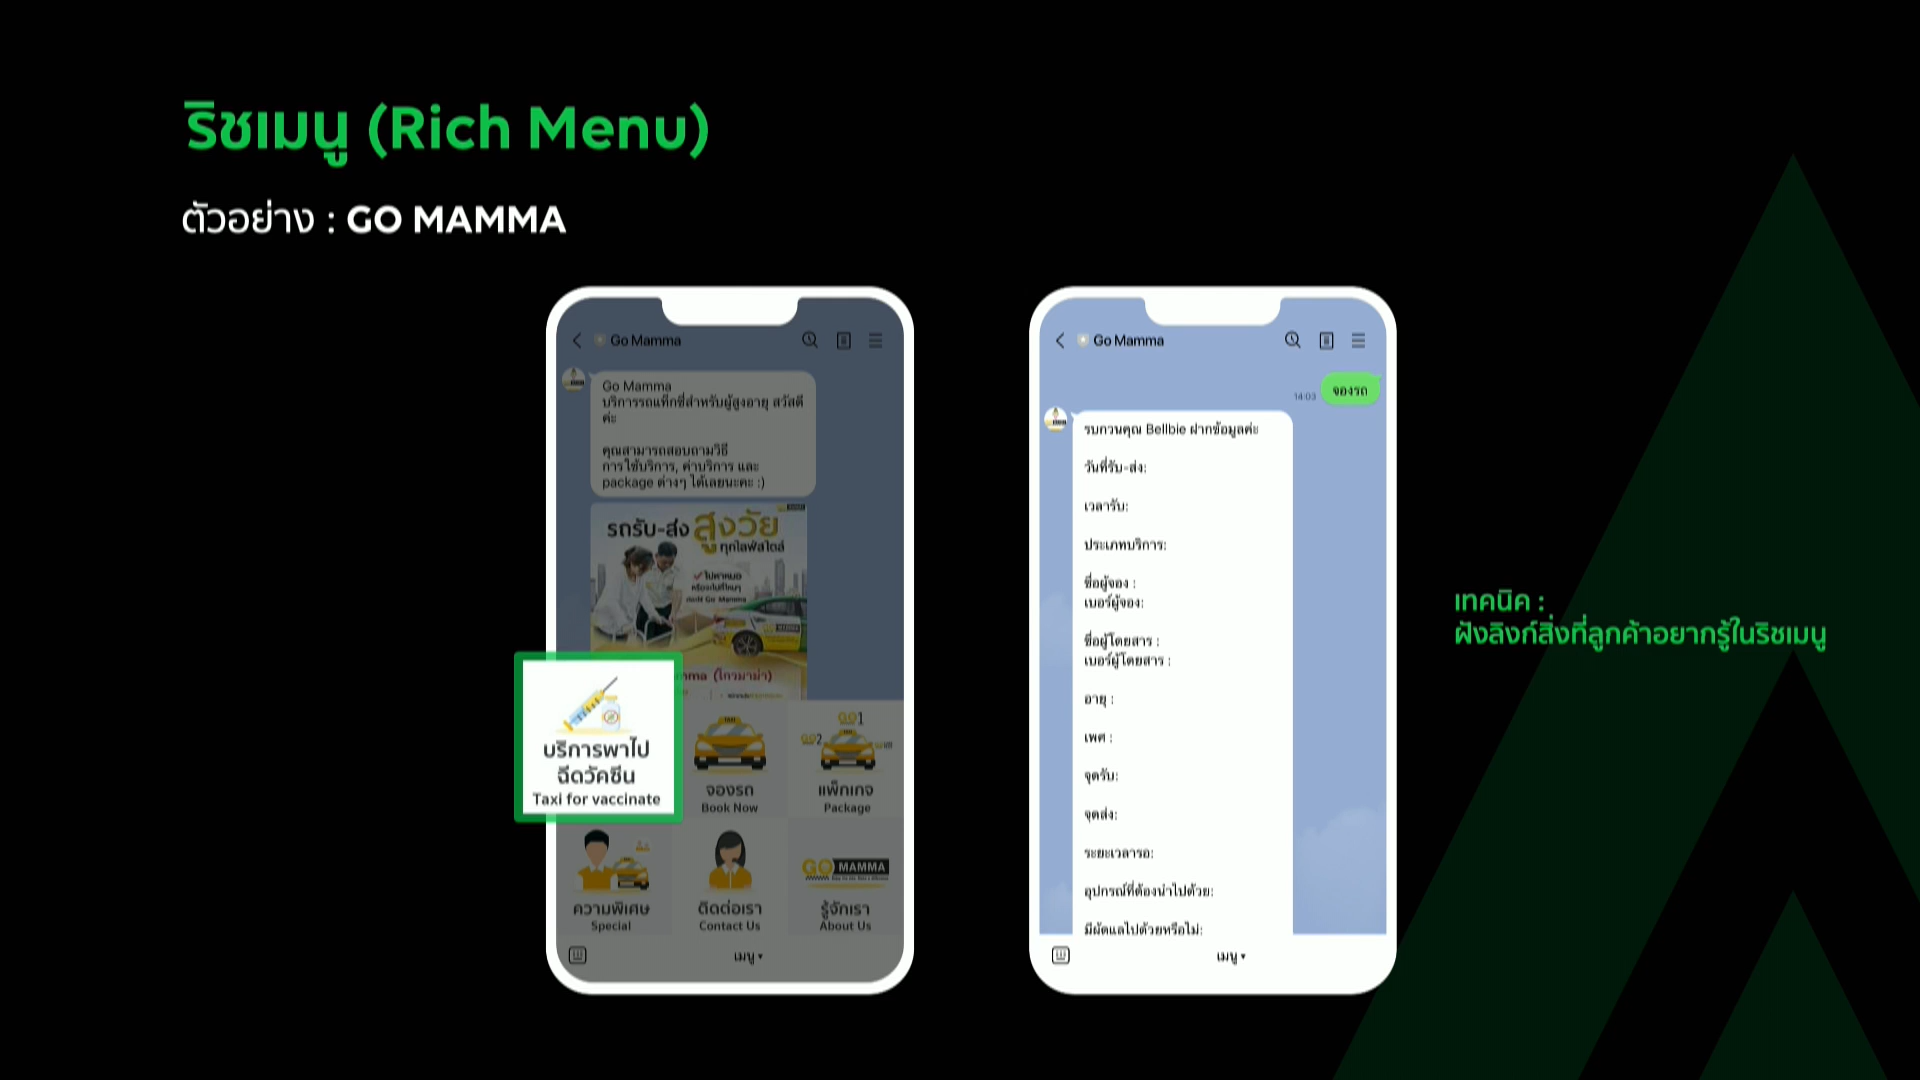 ริชเมนู (Rich Menu)
ตัวอย่าง : GO MAMMA
Go Mamma
Go Mamma
บริการรถแท็กซี่สำหรับผู้สูงอายุ สวัสดี
ค่ะ
คุณสามารถสอบถามวิธี
การใช้บริการ, ค่าบริการ และ
package ต่างๆ ได้เลยนะคะ :)
รถรับ-ส่ง สูงวัย
ทุกไลฟ์สไตล์
ไปหาหมอ
mma (โกวมาม่า)
บริการพาไป
ฉีดวัคซีน
Taxi for vaccinate
จองรถ
Book Now
GO1
GO2
แพ็กเกจ
Package
ความพิเศษ
Special
ติดต่อเรา
Contact Us
GO MAMMA
รู้จักเรา
About Us
เมนู ▾
Go Mamma
14:03
จองรถ
รบกวนคุณ Bellbie ฝากข้อมูลค่ะ
วันที่รับ-ส่ง:
เวลารับ:
ประเภทบริการ:
ชื่อผู้จอง :
เบอร์ผู้จอง:
ชื่อผู้โดยสาร :
เบอร์ผู้โดยสาร :
อายุ :
เพศ :
จุดรับ:
จุดส่ง:
ระยะเวลารอ:
อุปกรณ์ที่ต้องนำไปด้วย:
มีผู้ดูแลไปด้วยหรือไม่:
เมนู ▾
เทคนิค :
ฝังลิงก์สิ่งที่ลูกค้าอยากรู้ในริชเมนู